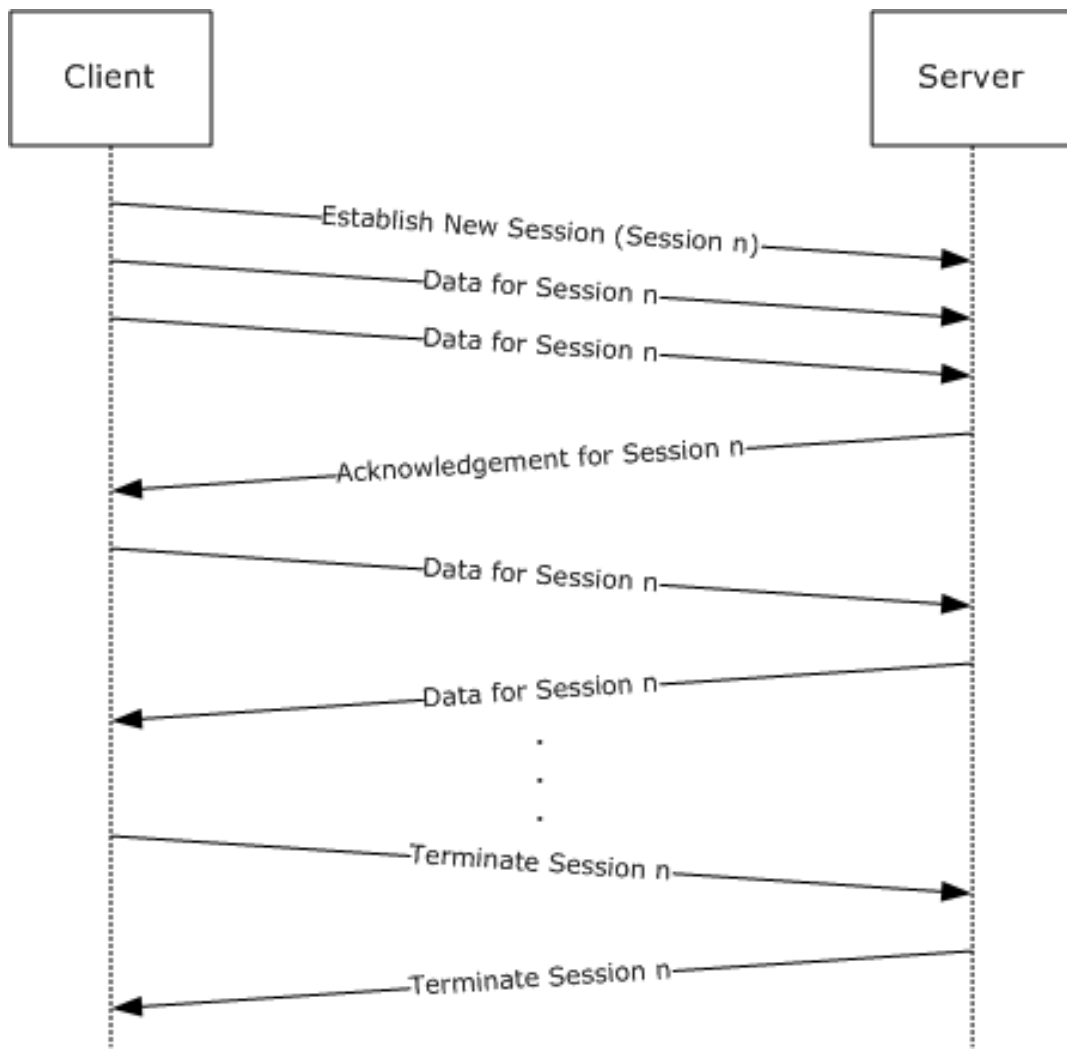 Client
Server
Establish New Session (Session n)
Data for Session n
Data for Session n
Acknowledgement for Session n
Data for Session n
Data for Session n
.
.
.
Terminate Session n
Terminate Session n